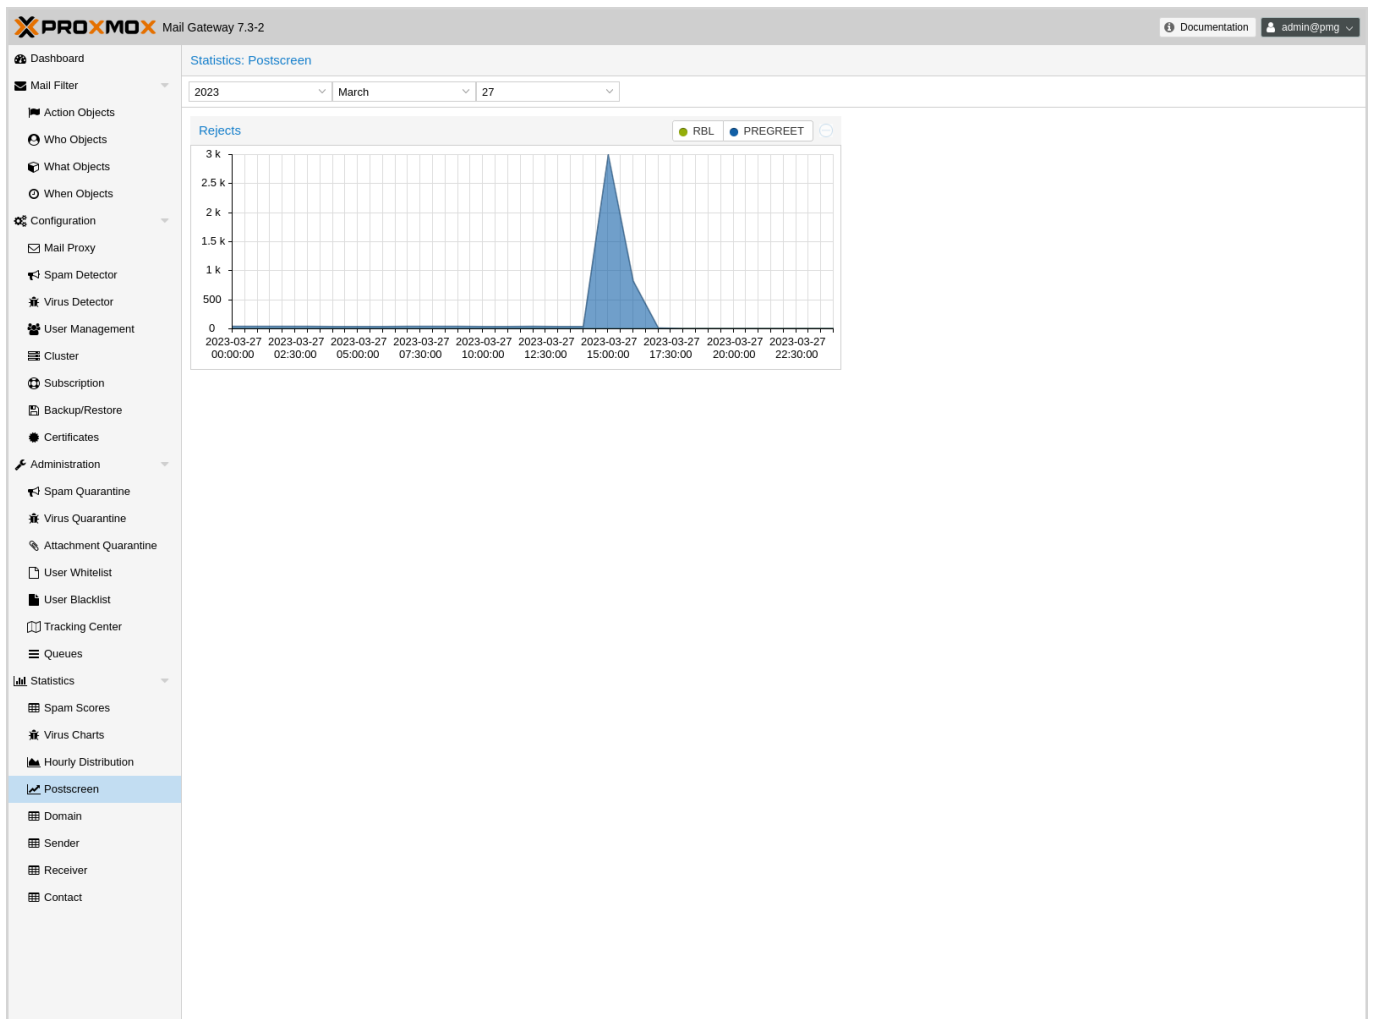 PROXMOX Mail Gateway 7.3-2
Documentation
admin@pmg
Dashboard
Mail Filter
Action Objects
Who Objects
What Objects
When Objects
Configuration
Mail Proxy
Spam Detector
Virus Detector
User Management
Cluster
Subscription
Backup/Restore
Certificates
Administration
Spam Quarantine
Virus Quarantine
Attachment Quarantine
User Whitelist
User Blacklist
Tracking Center
Queues
Statistics
Spam Scores
Virus Charts
Hourly Distribution
Postscreen
Domain
Sender
Receiver
Contact
Statistics: Postscreen
2023 March 27
Rejects
RBL PREGREET
3 k
2.5 k
2 k
1.5 k
1 k
500
0
2023-03-27 2023-03-27 2023-03-27 2023-03-27 2023-03-27 2023-03-27 2023-03-27 2023-03-27 2023-03-27 2023-03-27
00:00:00 02:30:00 05:00:00 07:30:00 10:00:00 12:30:00 15:00:00 17:30:00 20:00:00 22:30:00